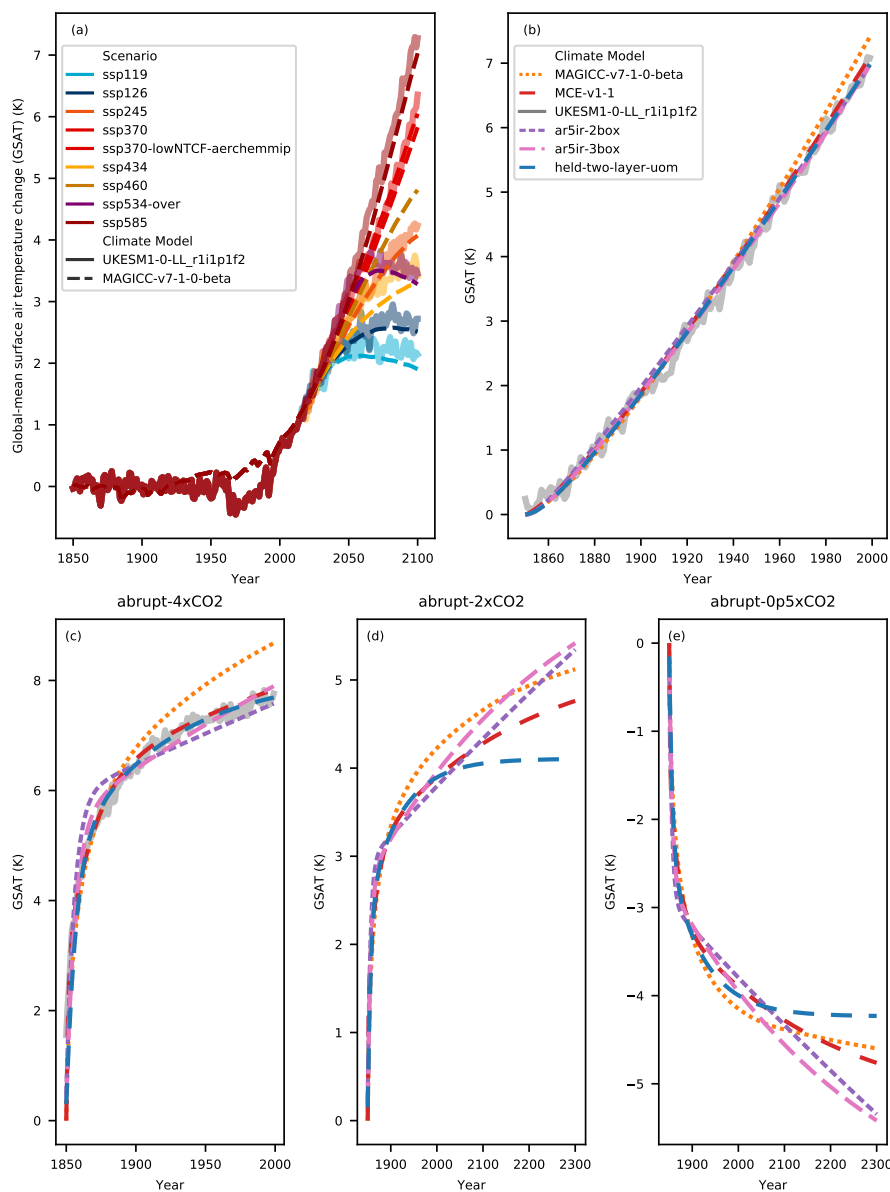 (a)
Scenario
ssp119
ssp126
ssp245
ssp370
ssp370-lowNTCF-aerchemmip
ssp434
ssp460
ssp534-over
ssp585
Climate Model
UKESM1-0-LL_r1i1p1f2
MAGICC-v7-1-0-beta
Global-mean surface air temperature change (GSAT) (K)
7
6
5
4
3
2
1
0
1850
1900
1950
2000
2050
2100
Year
(b)
Climate Model
MAGICC-v7-1-0-beta
MCE-v1-1
UKESM1-0-LL_r1i1p1f2
ar5ir-2box
ar5ir-3box
held-two-layer-uom
GSAT (K)
7
6
5
4
3
2
1
0
1860
1880
1900
1920
1940
1960
1980
2000
Year
abrupt-4xCO2
(c)
GSAT (K)
8
6
4
2
0
1850
1900
1950
2000
Year
abrupt-2xCO2
(d)
GSAT (K)
5
4
3
2
1
0
1900
2000
2100
2200
2300
Year
abrupt-0p5xCO2
(e)
GSAT (K)
0
−1
−2
−3
−4
−5
1900
2000
2100
2200
2300
Year